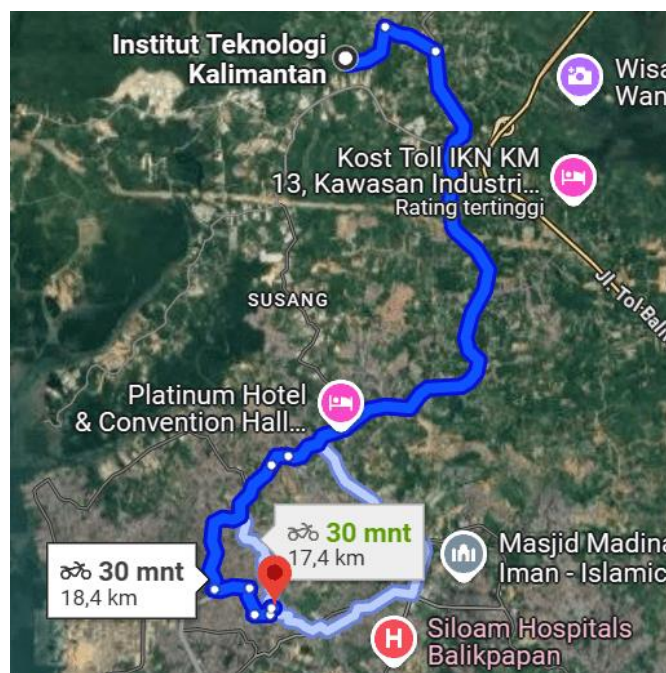 Institut Teknologi
Kalimantan
Wisa
Wan
Kost Toll IKN KM
13, Kawasan Industri...
Rating tertinggi
Jl. Tol Bali
SUSANG
Platinum Hotel
& Convention Hall...
30 mnt
17,4 km
30 mnt
18,4 km
Masjid Madina
Iman - Islamic
H
Siloam Hospitals
Balikpapan